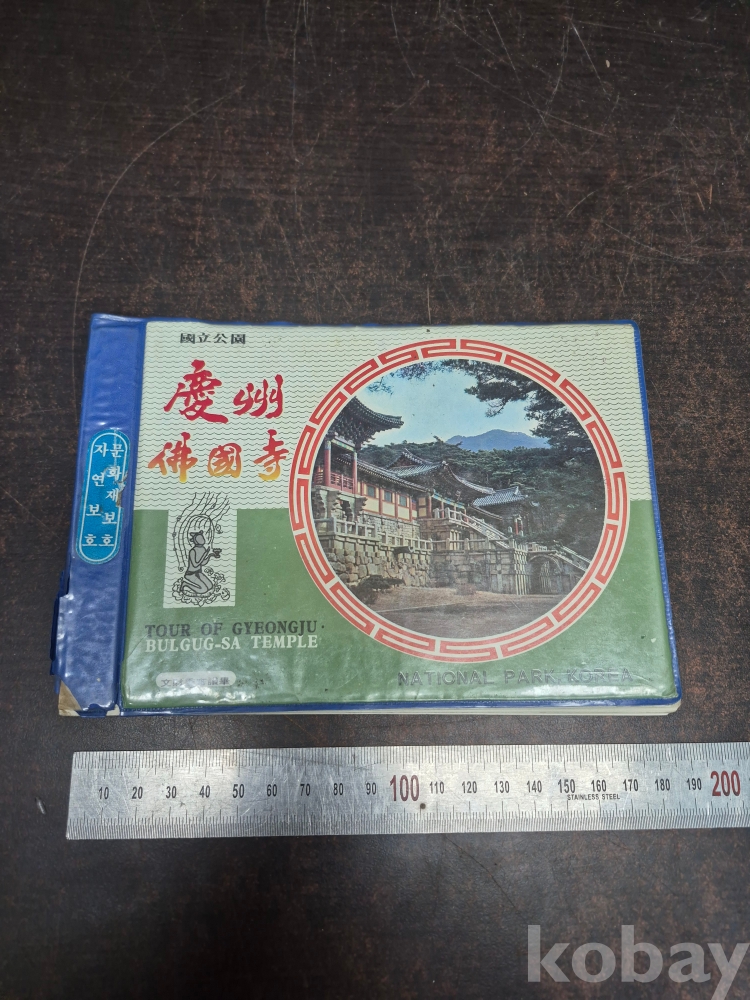 國立公園
慶州
佛國寺
자연보호
문화재보호
TOUR OF GYEONGJU·
BULGUG-SA TEMPLE
NATIONAL PARK KOREA
10 20 30 40 50 60 70 80 90 100 110 120 130 140 150 160 170 180 190 200
STAINLESS STEEL
kobay